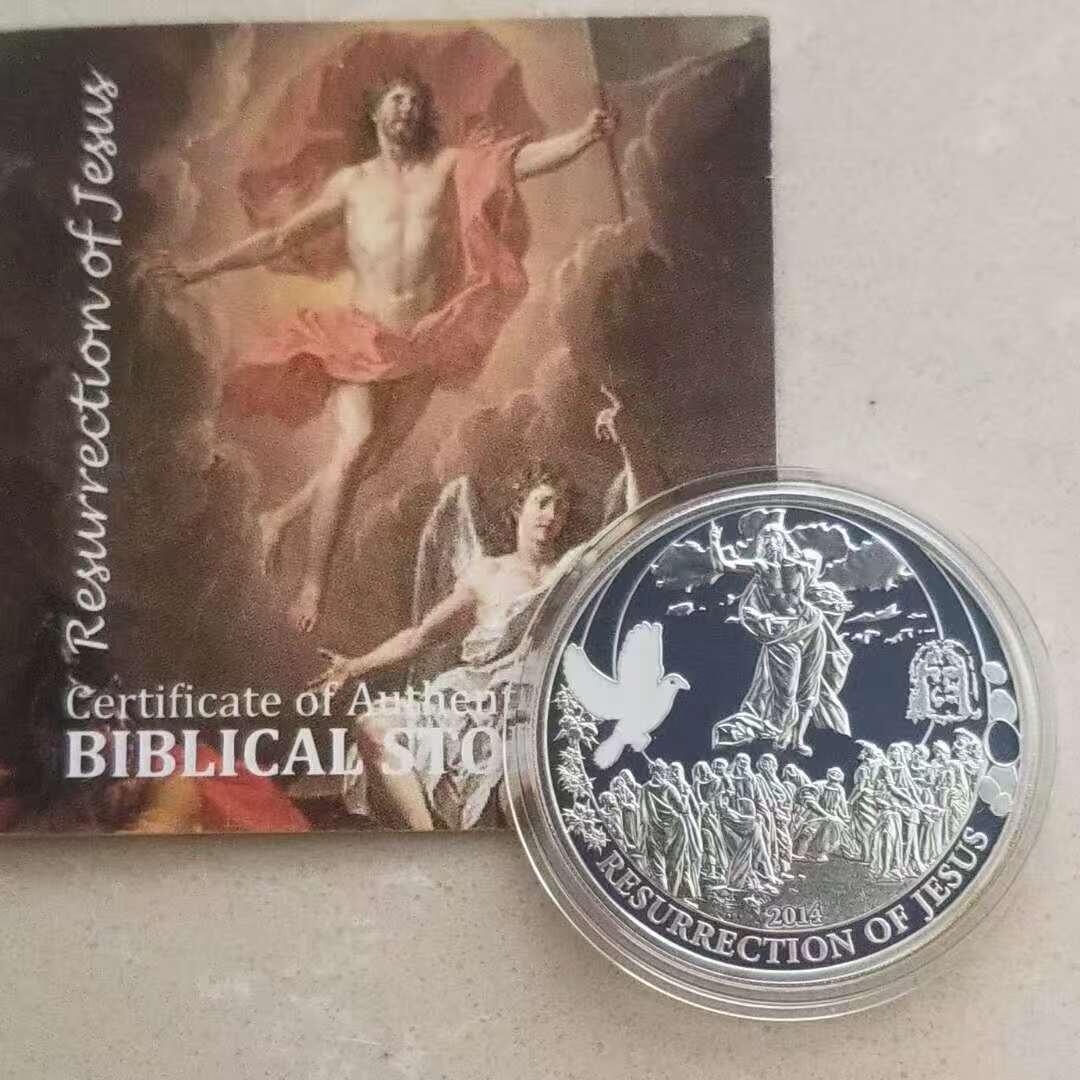 Resurrection of Jesus
Certificate of Authen
BIBLICAL STO
2014
RESURRECTION OF JESUS